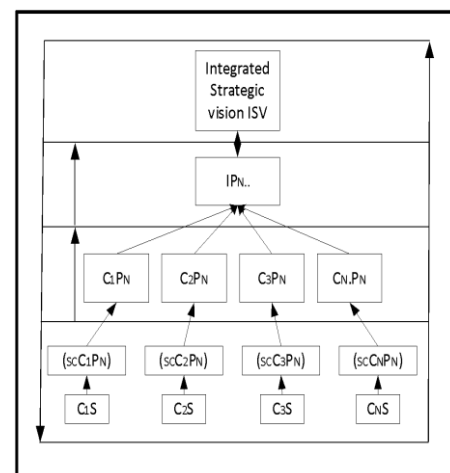 Integrated
Strategic
vision ISV
IPN..
C1PN C2PN C3PN CN.PN
(SCC1PN) (SCC2PN) (SCC3PN) (SCCNPN)
C1S C2S C3S CNS